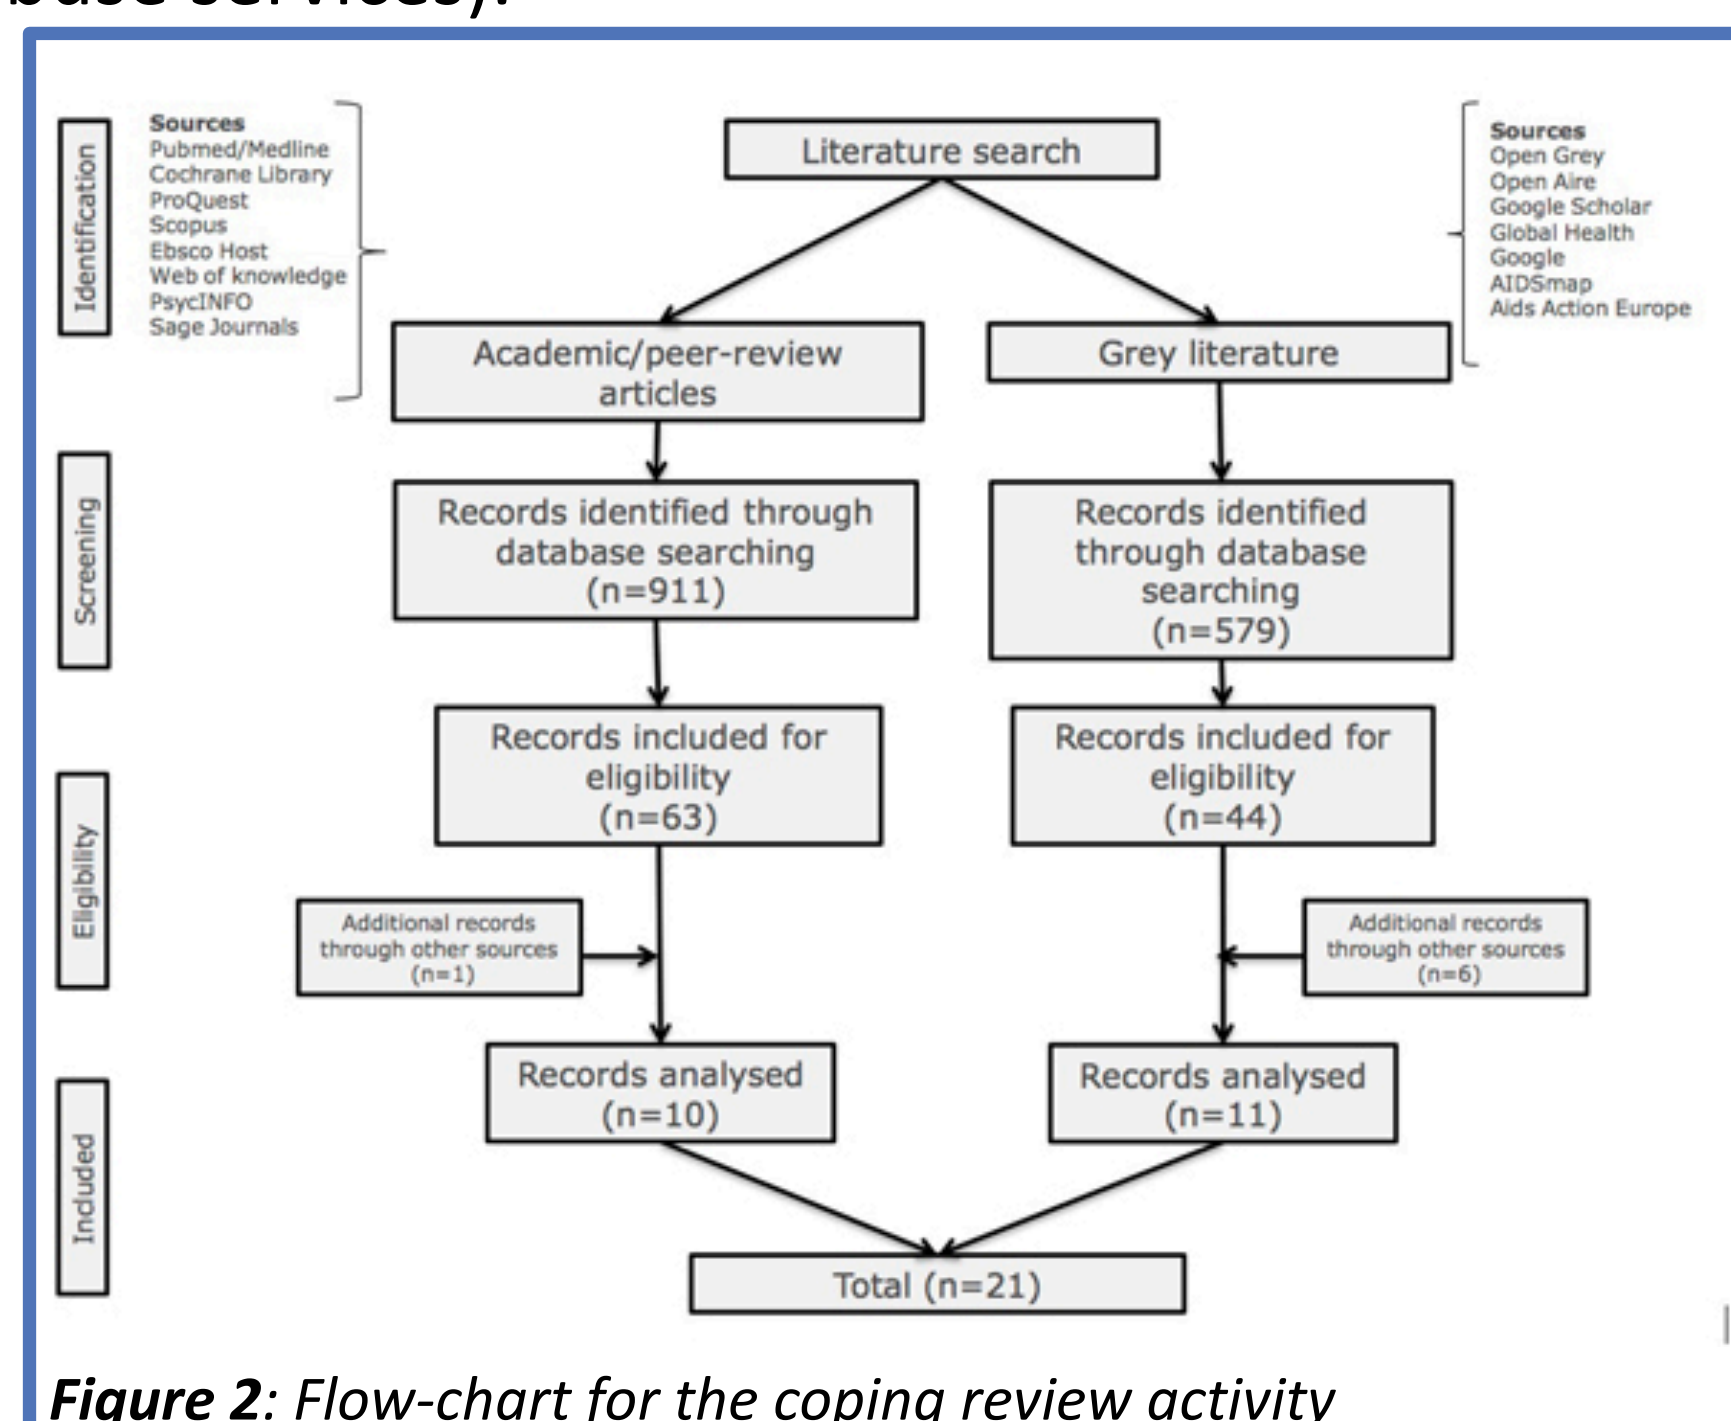 base services).
Identification
Sources
Pubmed/Medline
Cochrane Library
ProQuest
Scopus
Ebsco Host
Web of knowledge
PsycINFO
Sage Journals
Literature search
Sources
Open Grey
Open Aire
Google Scholar
Global Health
Google
AIDSmap
Aids Action Europe
Academic/peer-review
articles
Grey literature
Screening
Records identified through
database searching
(n=911)
Records identified
through database
searching
(n=579)
Records included for
eligibility
(n=63)
Records included for
eligibility
(n=44)
Eligibility
Additional records
through other sources
(n=1)
Additional records
through other sources
(n=6)
Records analysed
(n=10)
Records analysed
(n=11)
Included
Total (n=21)
Figure 2: Flow-chart for the coping review activity